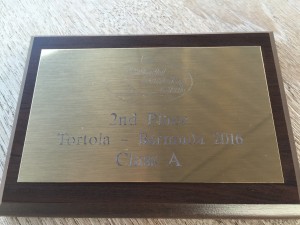 2nd Prize
Tortola - Bermuda 2016
Class A